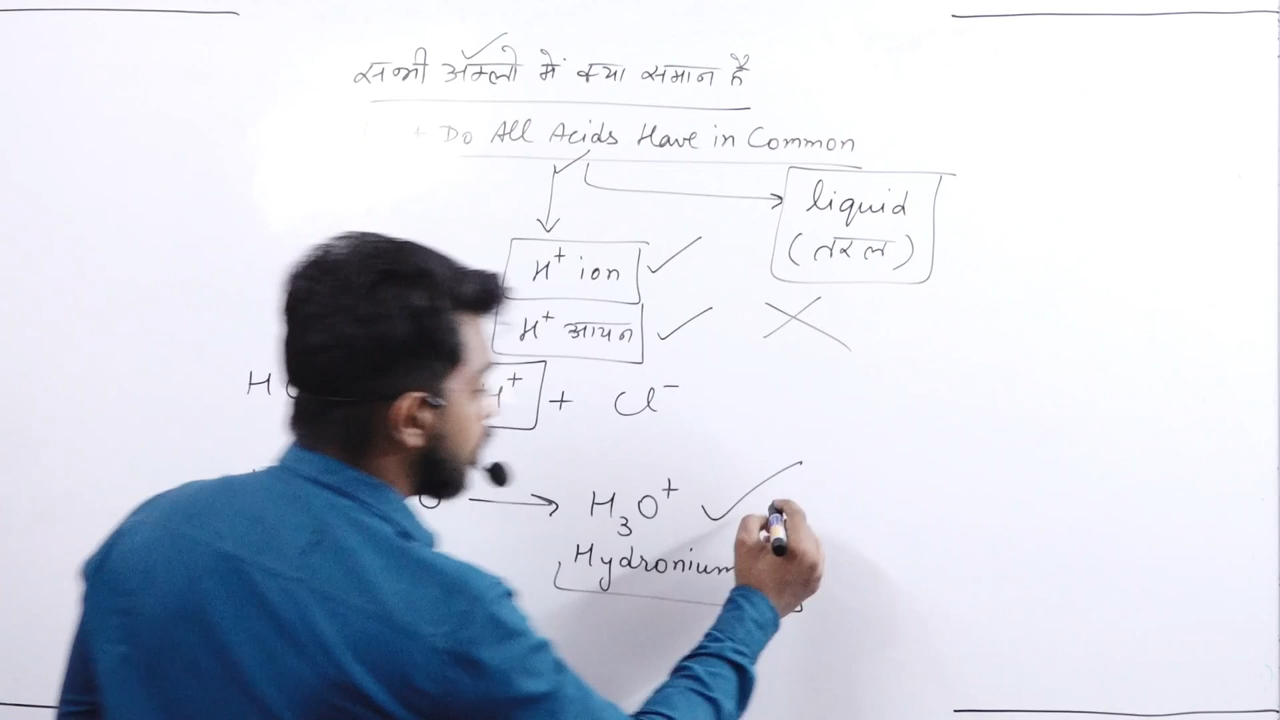 सभी अम्लो में क्या समान है
Do All Acids Have in Common
liquid
(तरल)
H⁺ ion
H⁺ आयन
H⁺ + Cl⁻
→ H₃O⁺
Hydronium